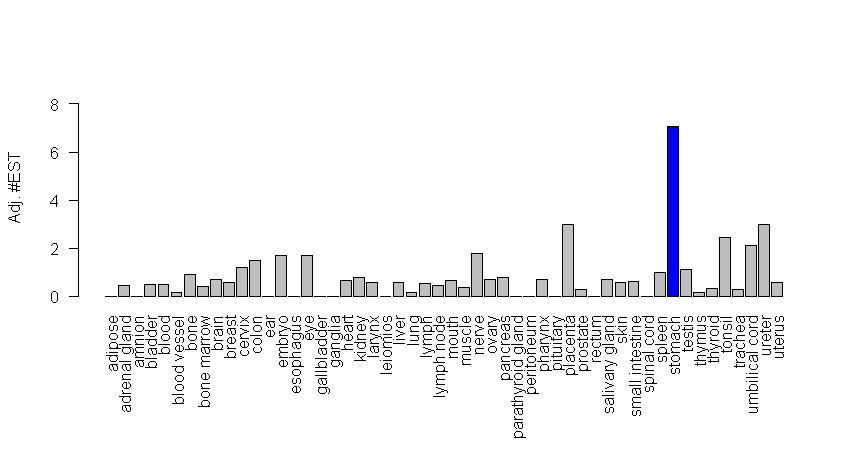 Adj. #EST
8
6
4
2
0
adipose
adrenal gland
amnion
bladder
blood
blood vessel
bone
bone marrow
brain
breast
cervix
colon
ear
embryo
esophagus
eye
gallbladder
ganglia
heart
kidney
larynx
leiomios
liver
lung
lymph
lymph node
mouth
muscle
nerve
ovary
pancreas
parathyroid gland
peritoneum
pharynx
pituitary
placenta
prostate
rectum
salivary gland
skin
small intestine
spinal cord
spleen
stomach
testis
thymus
thyroid
tonsil
trachea
umbilical cord
ureter
uterus